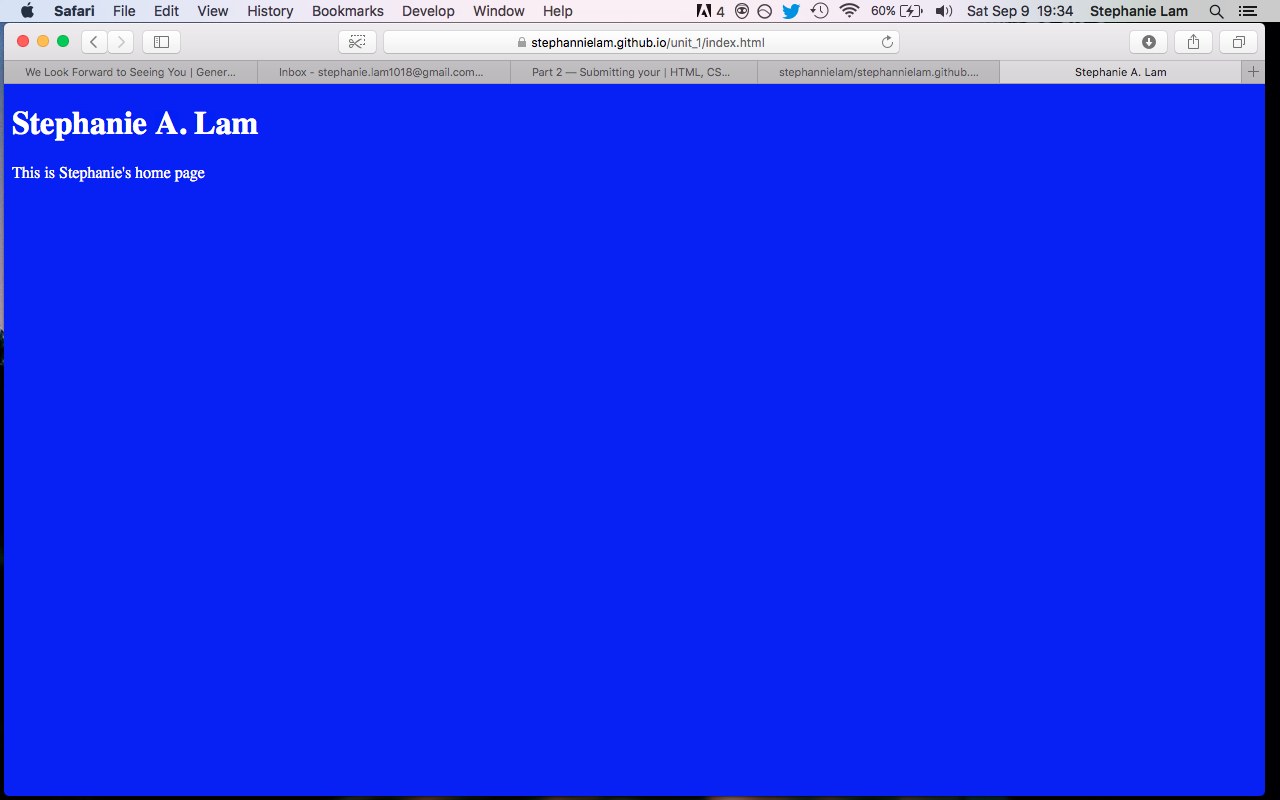 Safari File Edit View History Bookmarks Develop Window Help 4 60% Sat Sep 9 19:34 Stephanie Lam
stephannielam.github.io/unit_1/index.html
We Look Forward to Seeing You | Gener... Inbox - stephanie.lam1018@gmail.com... Part 2 — Submitting your | HTML, CS... stephannielam/stephannielam.github.... Stephanie A. Lam
Stephanie A. Lam
This is Stephanie's home page